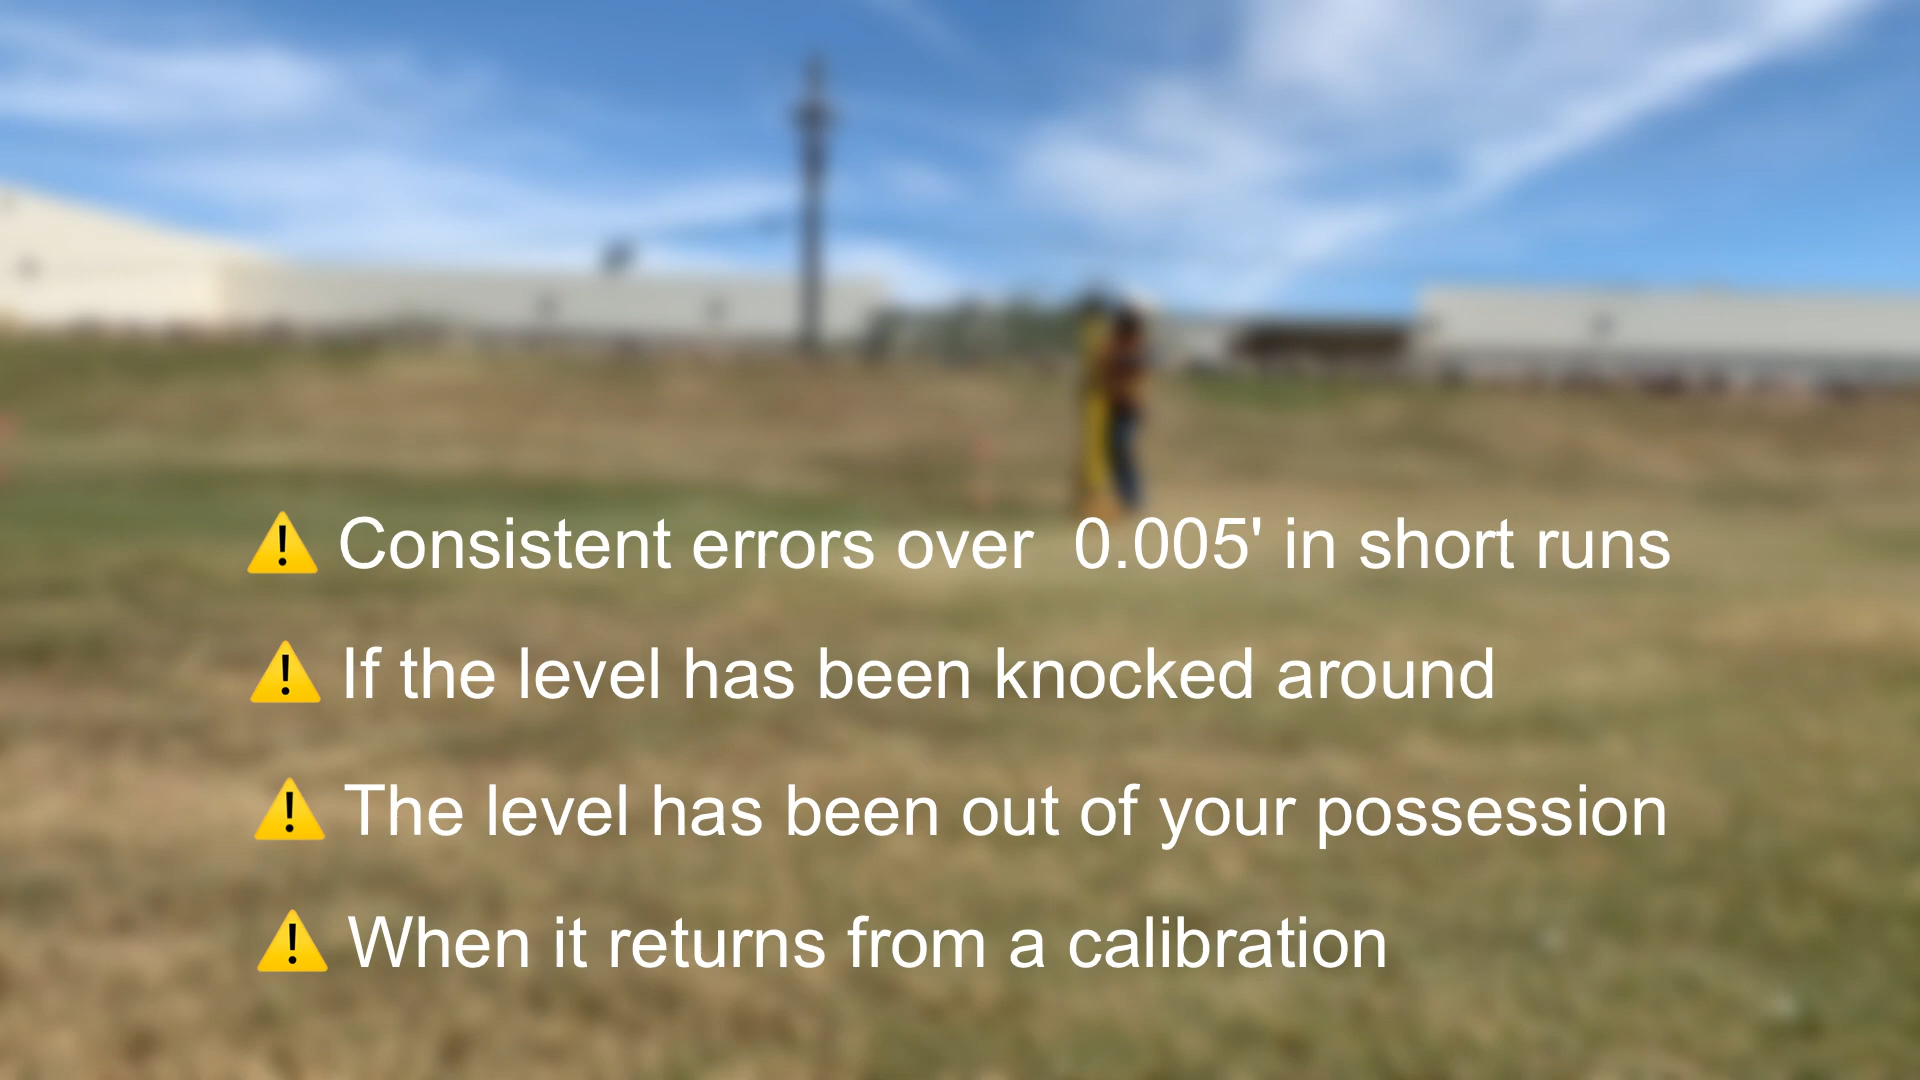 ⚠️ Consistent errors over  0.005' in short runs
⚠️ If the level has been knocked around
⚠️ The level has been out of your possession
⚠️ When it returns from a calibration